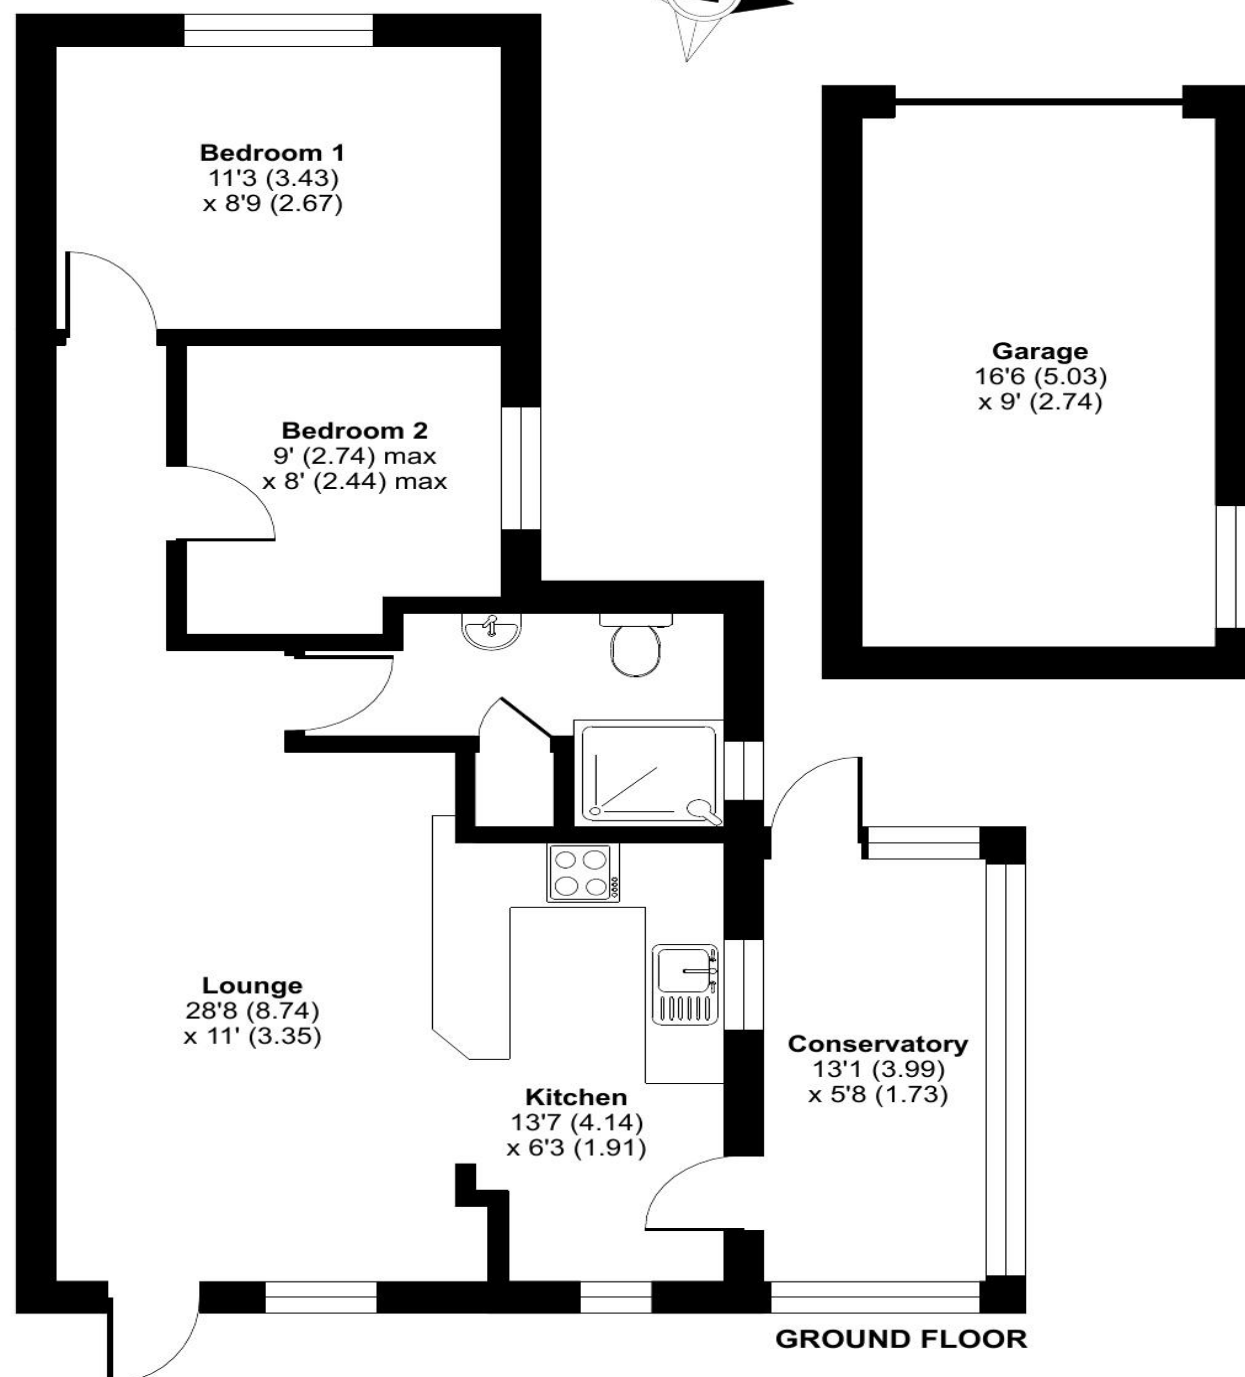 Bedroom 1
11'3 (3.43)
x 8'9 (2.67)
Bedroom 2
9' (2.74) max
x 8' (2.44) max
Garage
16'6 (5.03)
x 9' (2.74)
Lounge
28'8 (8.74)
x 11' (3.35)
Kitchen
13'7 (4.14)
x 6'3 (1.91)
Conservatory
13'1 (3.99)
x 5'8 (1.73)
GROUND FLOOR